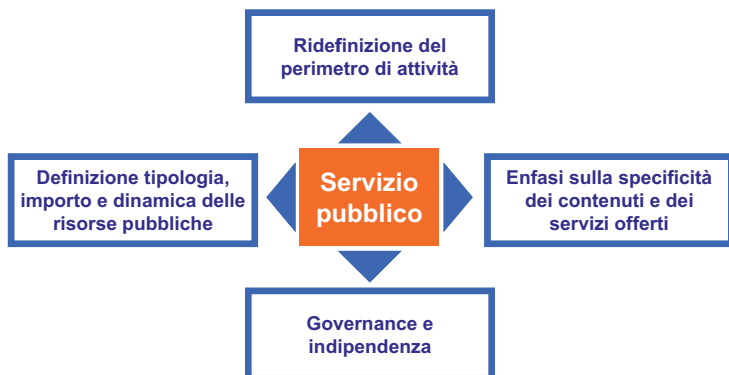 Ridefinizione del
perimetro di attività
Definizione tipologia,
importo e dinamica delle
risorse pubbliche
Servizio
pubblico
Enfasi sulla specificità
dei contenuti e dei
servizi offerti
Governance e
indipendenza